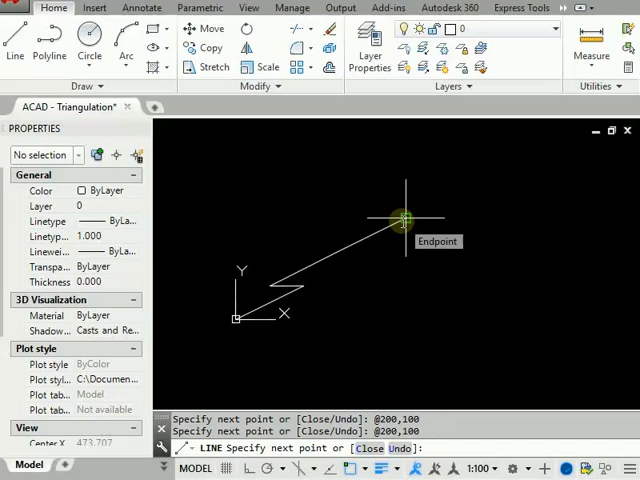 Home Insert Annotate Parametric View Manage Output Add-ins Autodesk 360 Express Tools
Line Polyline Circle Arc
Move
Copy
Stretch Scale
Layer Properties
0
Measure
Draw Modify Layers Utilities
ACAD - Triangulation*
PROPERTIES
No selection
General
Color ByLayer
Layer 0
Linetype ByLa...
Linetyp... 1.000
Lineweig... ByLa...
Transpa... ByLayer
Thickness 0.000
3D Visualization
Material ByLayer
Shadow... Casts and Re...
Plot style
Plot style ByColor
Plot styl... C:\Documen...
Plot tab... Model
Plot tab... Not available
View
Center X 473.707
Endpoint
Y
X
Specify next point or [Close/Undo]: @200,100
Specify next point or [Close/Undo]: @200,100
LINE Specify next point or [Close Undo]:
Model
MODEL 1:100